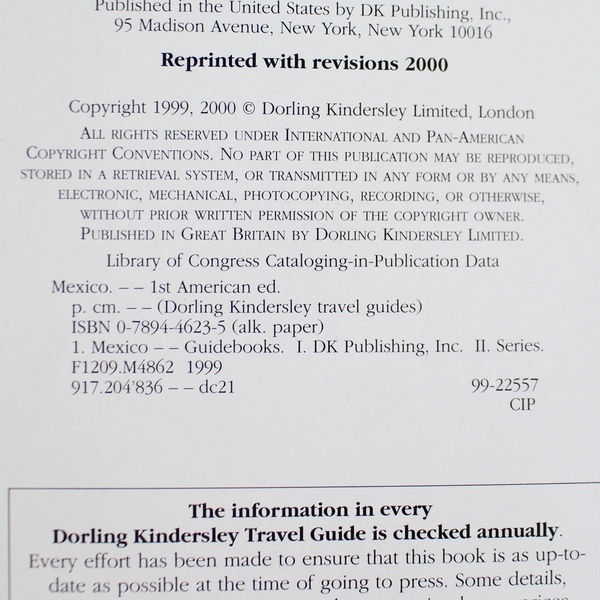 Published in the United States by DK Publishing, Inc.,
95 Madison Avenue, New York, New York 10016
Reprinted with revisions 2000
Copyright 1999, 2000 © Dorling Kindersley Limited, London
ALL RIGHTS RESERVED UNDER INTERNATIONAL AND PAN-AMERICAN
COPYRIGHT CONVENTIONS. NO PART OF THIS PUBLICATION MAY BE REPRODUCED,
STORED IN A RETRIEVAL SYSTEM, OR TRANSMITTED IN ANY FORM OR BY ANY MEANS,
ELECTRONIC, MECHANICAL, PHOTOCOPYING, RECORDING, OR OTHERWISE,
WITHOUT PRIOR WRITTEN PERMISSION OF THE COPYRIGHT OWNER.
PUBLISHED IN GREAT BRITAIN BY DORLING KINDERSLEY LIMITED.
Library of Congress Cataloging-in-Publication Data
Mexico. – – 1st American ed.
p. cm. – – (Dorling Kindersley travel guides)
ISBN 0-7894-4623-5 (alk. paper)
1. Mexico – – Guidebooks. I. DK Publishing, Inc. II. Series.
F1209.M4862 1999
917.204'836 – – dc21 99-22557
CIP
The information in every
Dorling Kindersley Travel Guide is checked annually.
Every effort has been made to ensure that this book is as up-to-
date as possible at the time of going to press. Some details,